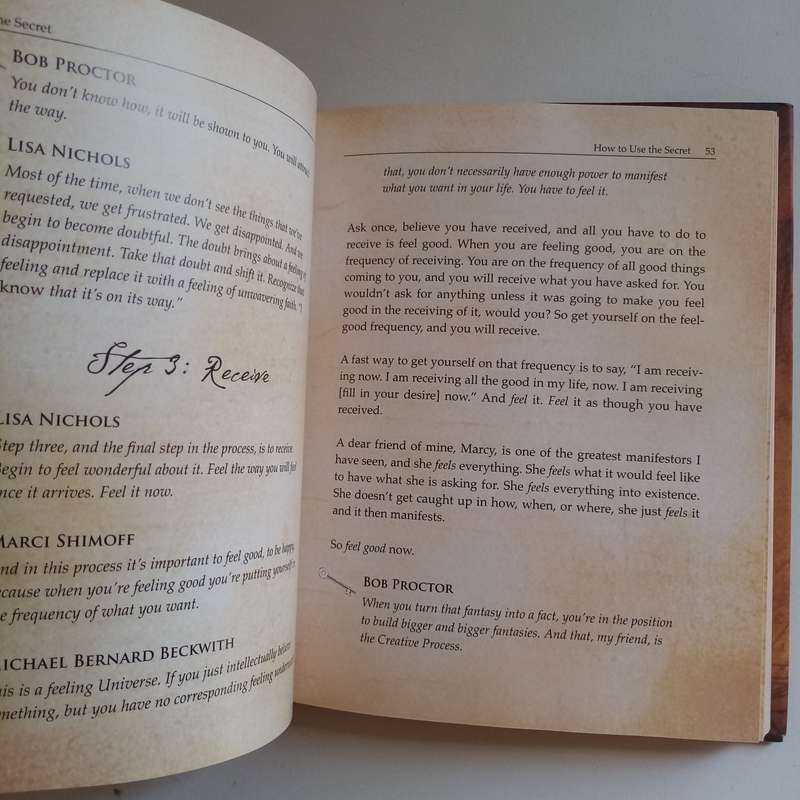 he Secret
BOB PROCTOR
You don't know how, it will be shown to you. You will attract
the way.
LISA NICHOLS
Most of the time, when we don't see the things that we've
requested, we get frustrated. We get disappointed. And we
begin to become doubtful. The doubt brings about a feeling of
disappointment. Take that doubt and shift it. Recognize that
feeling and replace it with a feeling of unwavering faith. "I
know that it's on its way."
Step 3: Receive
LISA NICHOLS
Step three, and the final step in the process, is to receive.
Begin to feel wonderful about it. Feel the way you will feel
once it arrives. Feel it now.
MARCI SHIMOFF
And in this process it's important to feel good, to be happy,
because when you're feeling good you're putting yourself in
he frequency of what you want.
MICHAEL BERNARD BECKWITH
his is a feeling Universe. If you just intellectually believe
omething, but you have no corresponding feeling underneath
How to Use the Secret 53
that, you don't necessarily have enough power to manifest
what you want in your life. You have to feel it.
Ask once, believe you have received, and all you have to do to
receive is feel good. When you are feeling good, you are on the
frequency of receiving. You are on the frequency of all good things
coming to you, and you will receive what you have asked for. You
wouldn't ask for anything unless it was going to make you feel
good in the receiving of it, would you? So get yourself on the feel-
good frequency, and you will receive.
A fast way to get yourself on that frequency is to say, "I am receiv-
ing now. I am receiving all the good in my life, now. I am receiving
[fill in your desire] now." And feel it. Feel it as though you have
received.
A dear friend of mine, Marcy, is one of the greatest manifestors I
have seen, and she feels everything. She feels what it would feel like
to have what she is asking for. She feels everything into existence.
She doesn't get caught up in how, when, or where, she just feels it
and it then manifests.
So feel good now.
BOB PROCTOR
When you turn that fantasy into a fact, you're in the position
to build bigger and bigger fantasies. And that, my friend, is
the Creative Process.